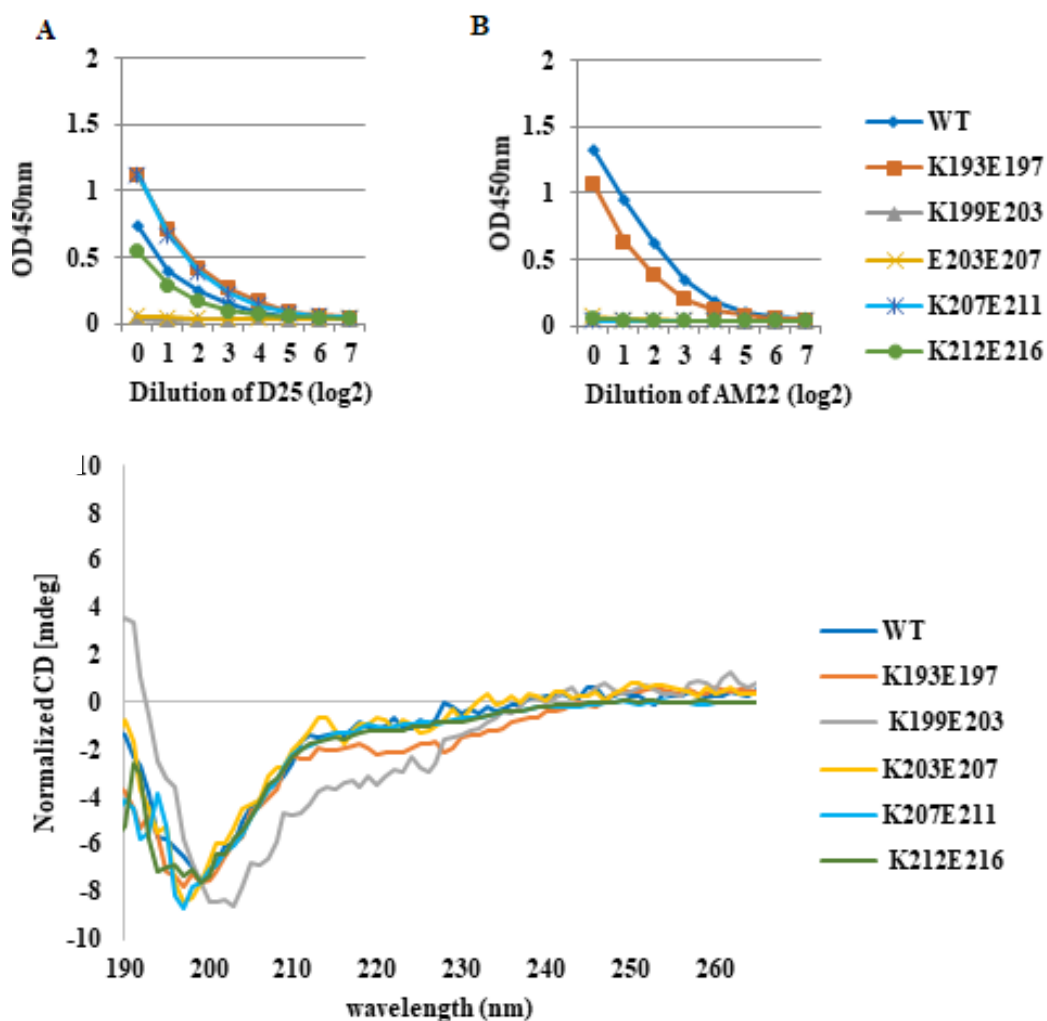 A
B
2
1.5
1
0.5
0
OD450nm
0 1 2 3 4 5 6 7
Dilution of D25 (log2)
2
1.5
1
0.5
0
OD450nm
0 1 2 3 4 5 6 7
Dilution of AM22 (log2)
WT
K193E197
K199E203
E203E207
K207E211
K212E216
10
8
6
4
2
0
-2
-4
-6
-8
-10
Normalized CD [mdeg]
190 200 210 220 230 240 250 260
wavelength (nm)
WT
K193E197
K199E203
K203E207
K207E211
K212E216